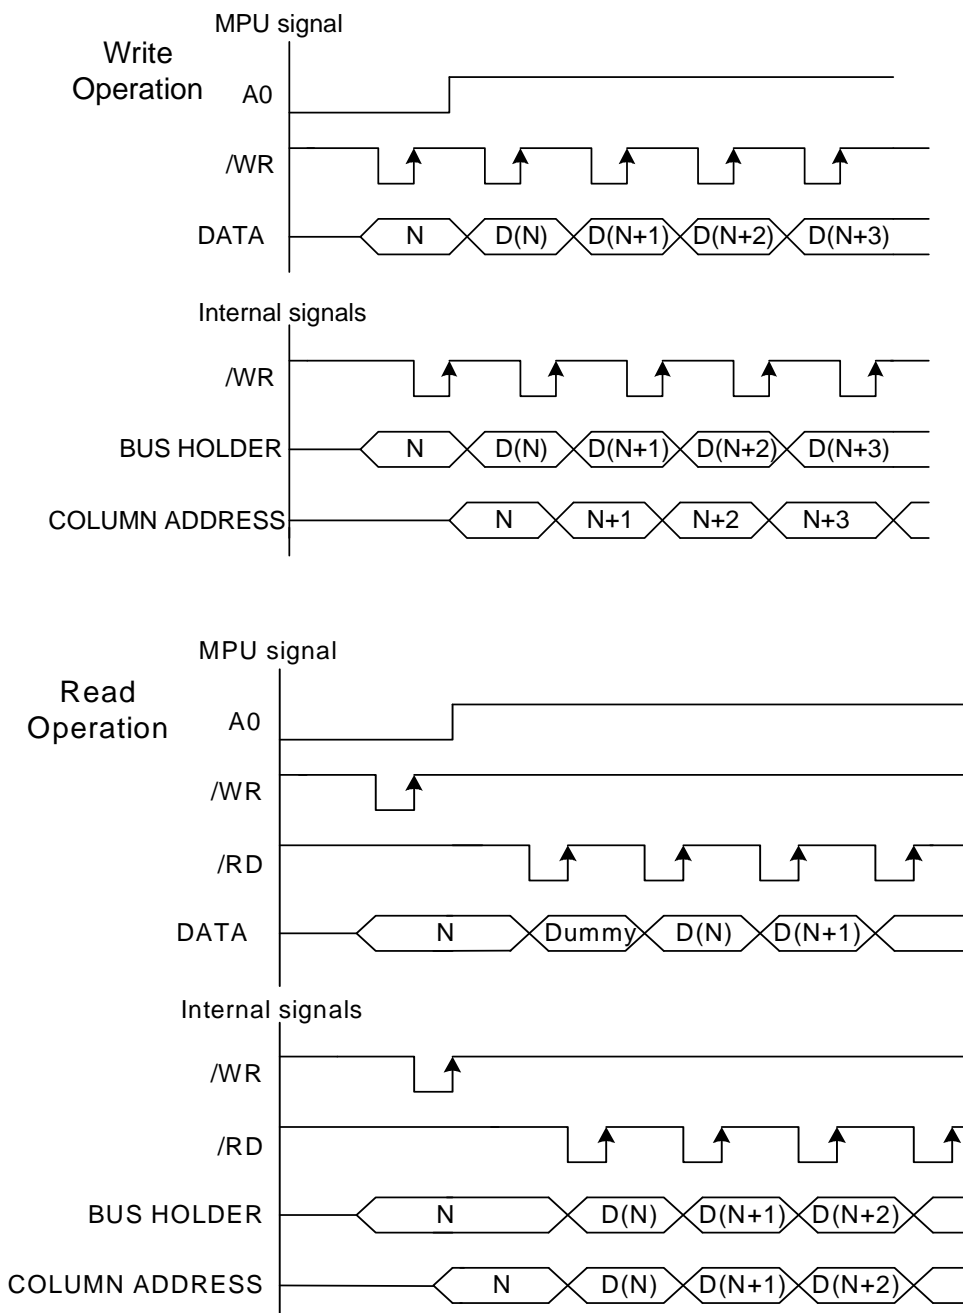 MPU signal
Write
Operation
A0
/WR
DATA N D(N) D(N+1) D(N+2) D(N+3)
Internal signals
/WR
BUS HOLDER N D(N) D(N+1) D(N+2) D(N+3)
COLUMN ADDRESS N N+1 N+2 N+3
MPU signal
Read
Operation
A0
/WR
/RD
DATA N Dummy D(N) D(N+1)
Internal signals
/WR
/RD
BUS HOLDER N D(N) D(N+1) D(N+2)
COLUMN ADDRESS N D(N) D(N+1) D(N+2)